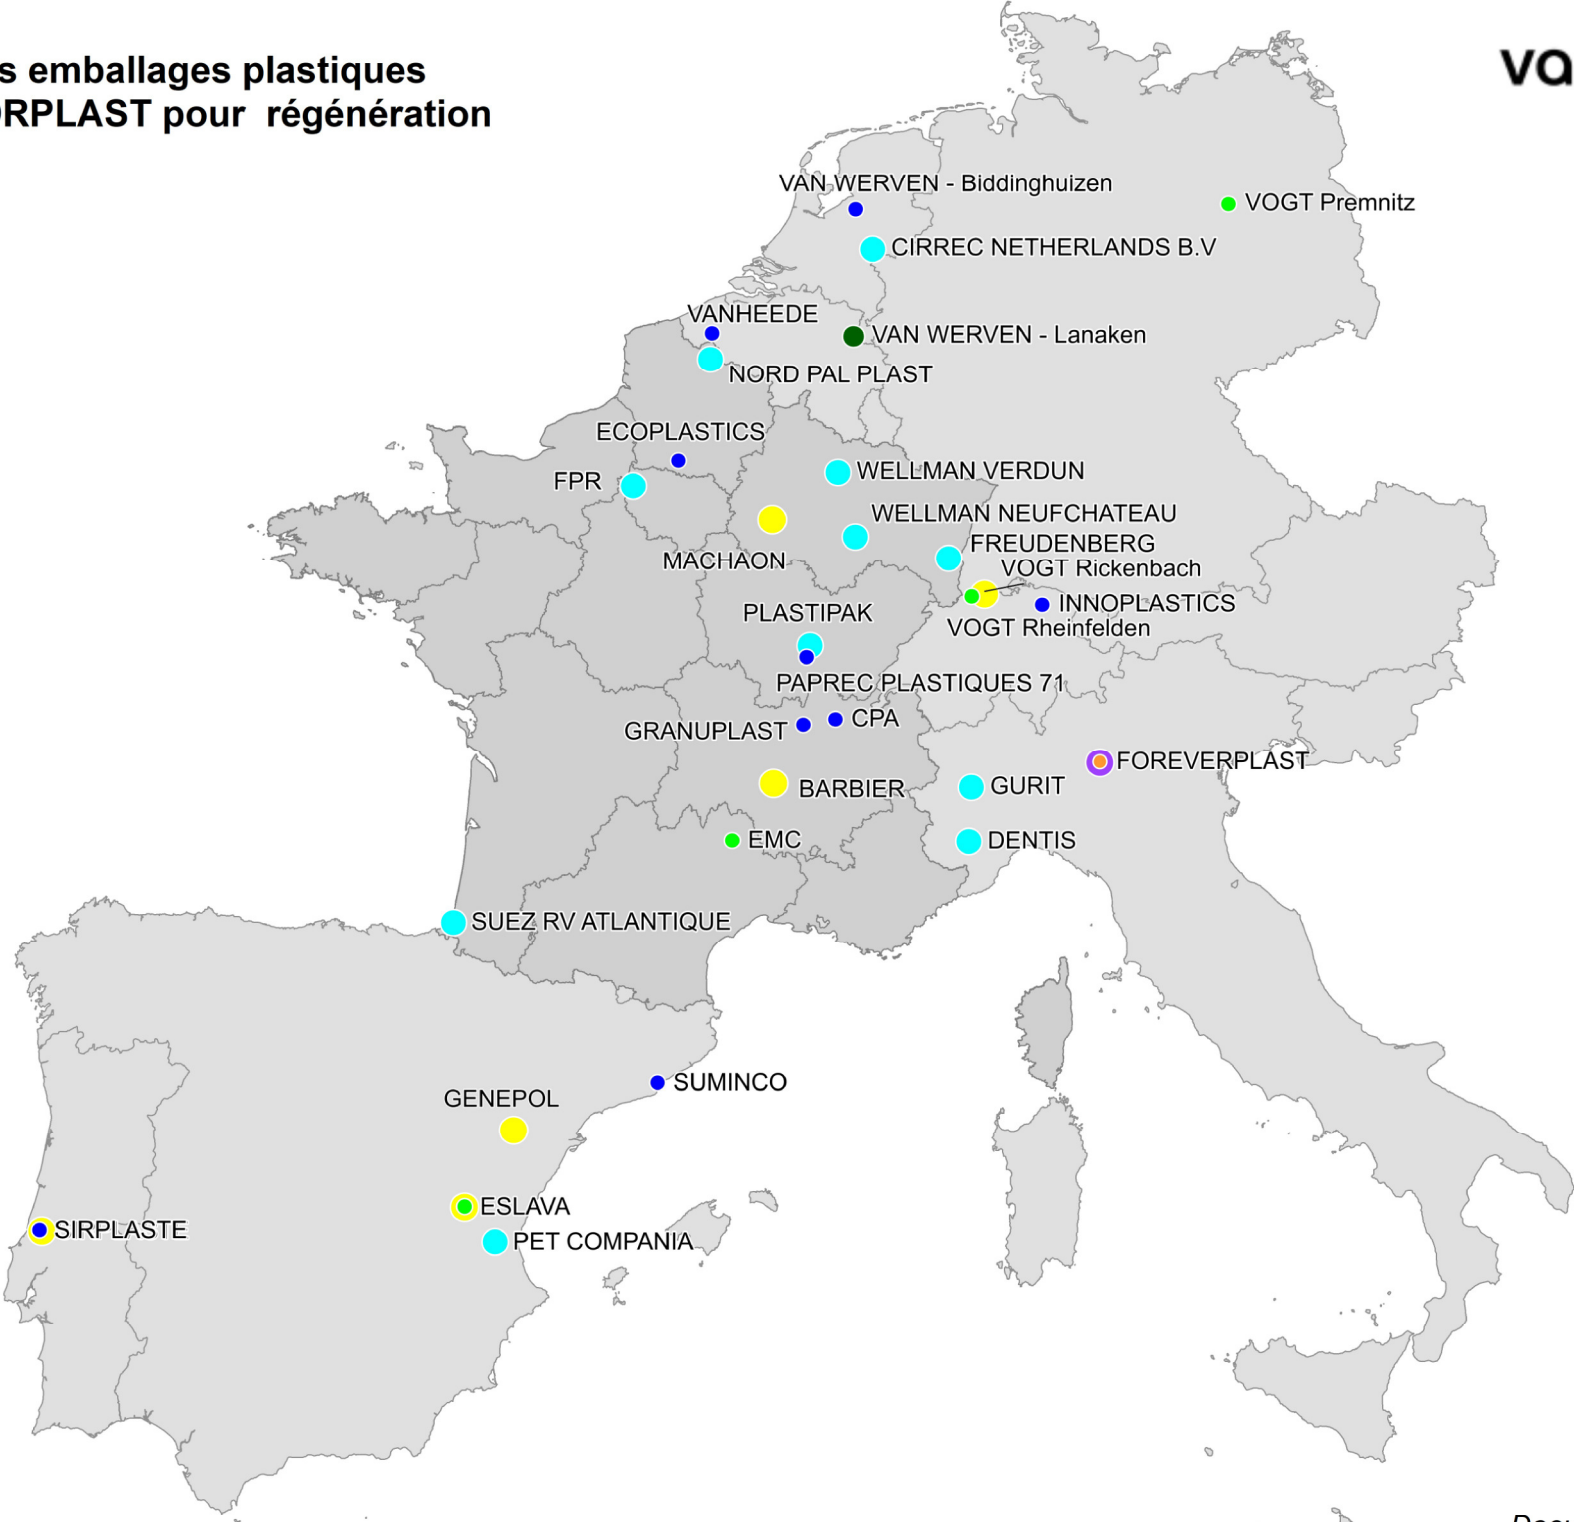 s emballages plastiques
ORPLAST pour régénération
va
VAN WERVEN - Biddinghuizen
VOGT Premnitz
CIRREC NETHERLANDS B.V
VANHEEDE
VAN WERVEN - Lanaken
NORD PAL PLAST
ECOPLASTICS
WELLMAN VERDUN
FPR
WELLMAN NEUFCHATEAU
FREUDENBERG
MACHAON
VOGT Rickenbach
INNOPLASTICS
PLASTIPAK
VOGT Rheinfelden
PAPREC PLASTIQUES 71
CPA
GRANUPLAST
FOREVERPLAST
GURIT
BARBIER
EMC
DENTIS
SUEZ RV ATLANTIQUE
SUMINCO
GENEPOL
ESLAVA
SIRPLASTE
PET COMPANIA